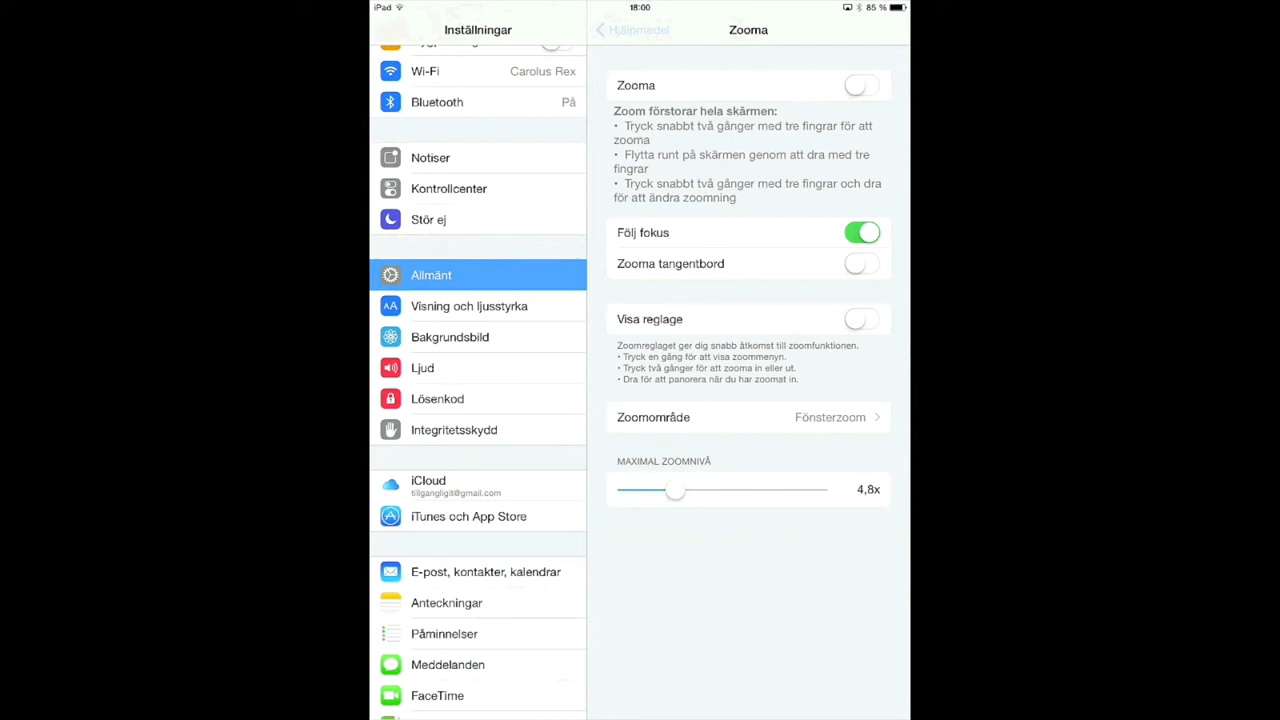 iPad
18:00
85 %
Inställningar
Wi-Fi
Carolus Rex
Bluetooth
På
Notiser
Kontrollcenter
Stör ej
Allmänt
Visning och ljusstyrka
Bakgrundsbild
Ljud
Lösenkod
Integritetsskydd
iCloud
tillgangligit@gmail.com
iTunes och App Store
E-post, kontakter, kalendrar
Anteckningar
Påminnelser
Meddelanden
FaceTime
Hjälpmedel
Zooma
Zooma
Zoom förstorar hela skärmen:
• Tryck snabbt två gånger med tre fingrar för att
zooma
• Flytta runt på skärmen genom att dra med tre
fingrar
• Tryck snabbt två gånger med tre fingrar och dra
för att ändra zoomning
Följ fokus
Zooma tangentbord
Visa reglage
Zoomreglaget ger dig snabb åtkomst till zoomfunktionen.
• Tryck en gång för att visa zoommenyn.
• Tryck två gånger för att zooma in eller ut.
• Dra för att panorera när du har zoomat in.
Zoomområde
Fönsterzoom
MAXIMAL ZOOMNIVÅ
4,8x